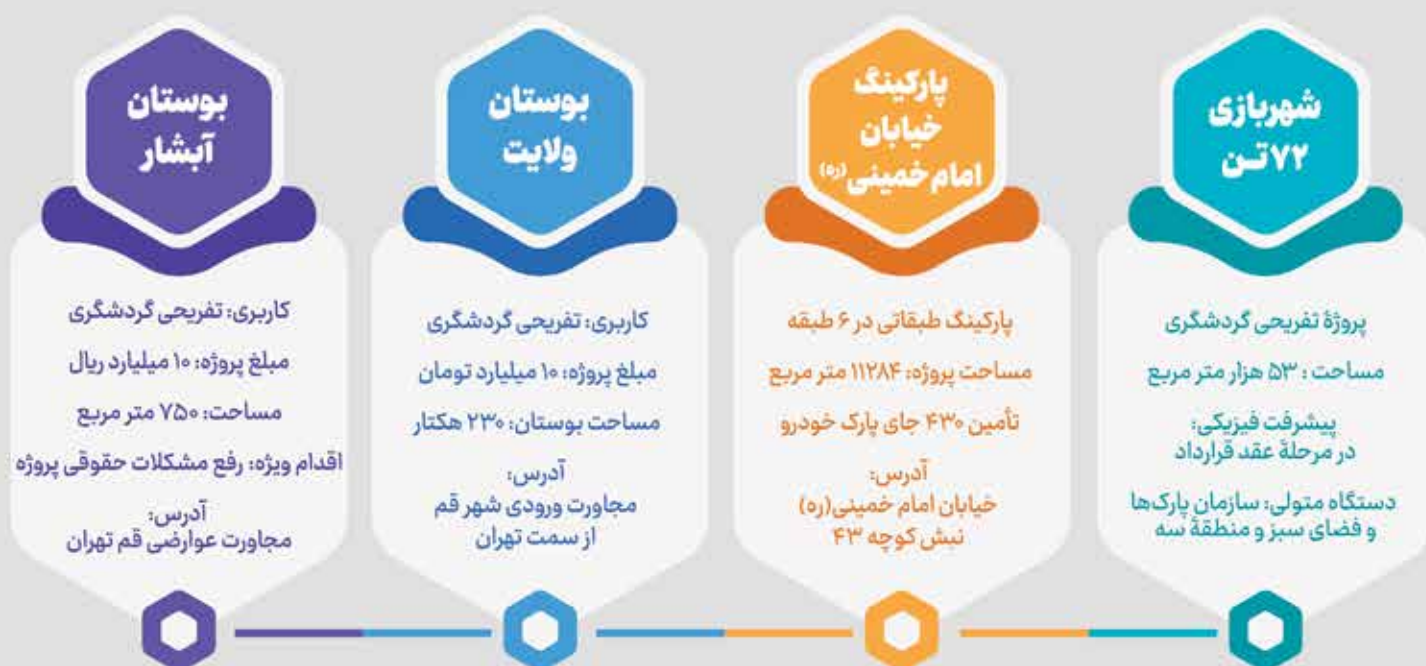 شهربازی
۷۲تـن
پروژهٔ تفریحی گردشگری
مساحت : ۵۳ هزار متر مربع
پیشرفت فیزیکی:
در مرحلهٔ عقد قرارداد
دستگاه متولی: سازمان پارک‌ها
و فضای سبز و منطقهٔ سه
پارکینگ
خیابان
امام خمینی(ره)
پارکینگ طبقاتی در ۶ طبقه
مساحت پروژه: ۱۱۲۸۴ متر مربع
تأمین ۴۳۰ جای پارک خودرو
آدرس:
خیابان امام خمینی(ره)
نبش کوچه ۴۳
بوستان
ولایت
کاربری: تفریحی گردشگری
مبلغ پروژه: ۱۰ میلیارد تومان
مساحت بوستان: ۲۳۰ هکتار
آدرس:
مجاورت ورودی شهر قم
از سمت تهران
بوستان
آبشار
کاربری: تفریحی گردشگری
مبلغ پروژه: ۱۰ میلیارد ریال
مساحت: ۷۵۰ متر مربع
اقدام ویژه: رفع مشکلات حقوقی پروژه
آدرس:
مجاورت عوارضی قم تهران